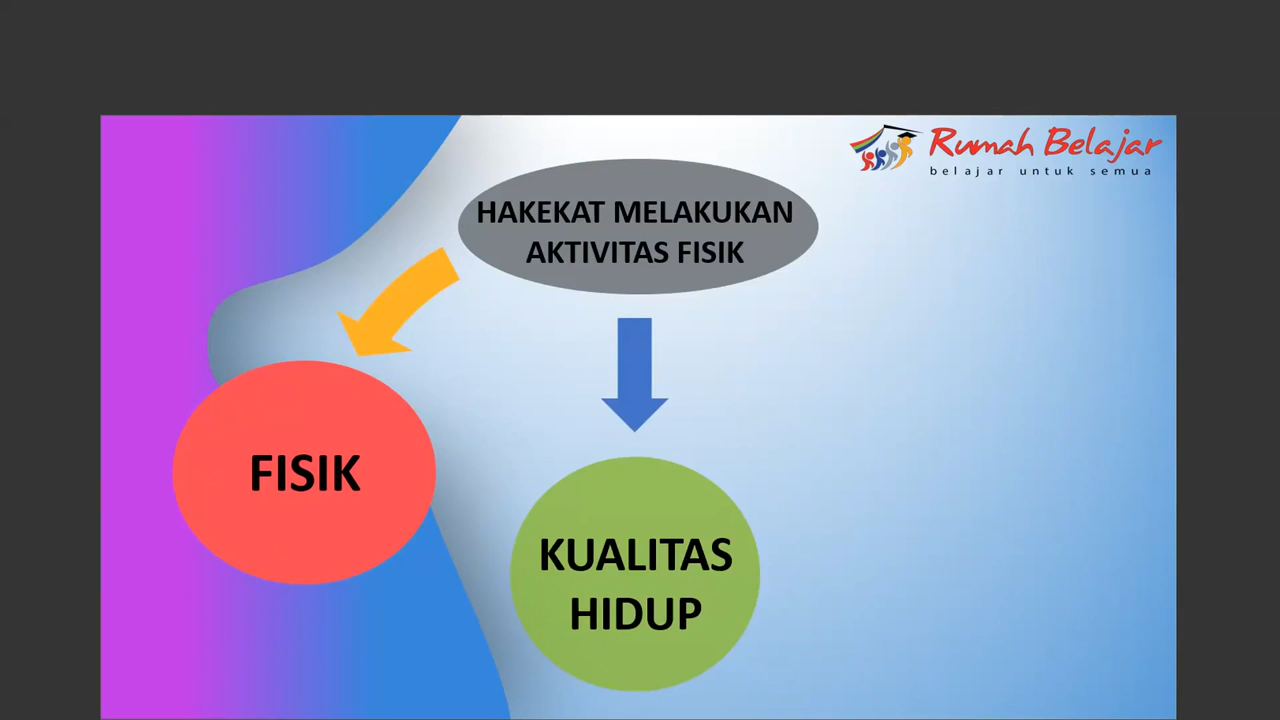 Rumah Belajar
belajar untuk semua
HAKEKAT MELAKUKAN
AKTIVITAS FISIK
FISIK
KUALITAS
HIDUP